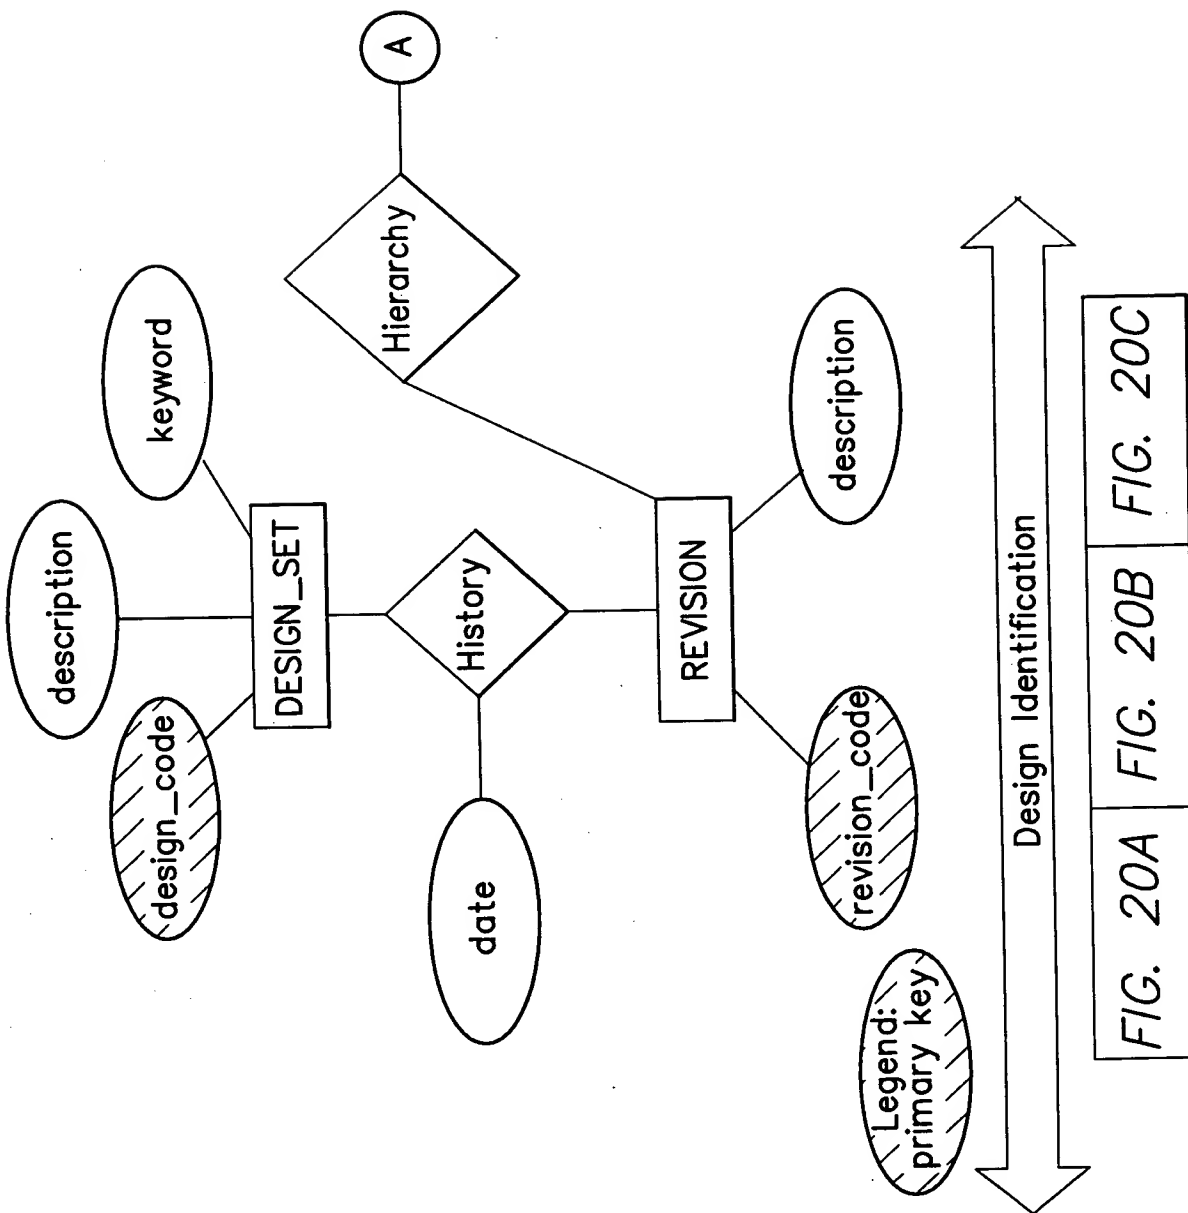 description
design_code
keyword
DESIGN_SET
date
History
Hierarchy
A
REVISION
revision_code
description
Legend:
primary key
Design Identification
FIG. 20A
FIG. 20B
FIG. 20C